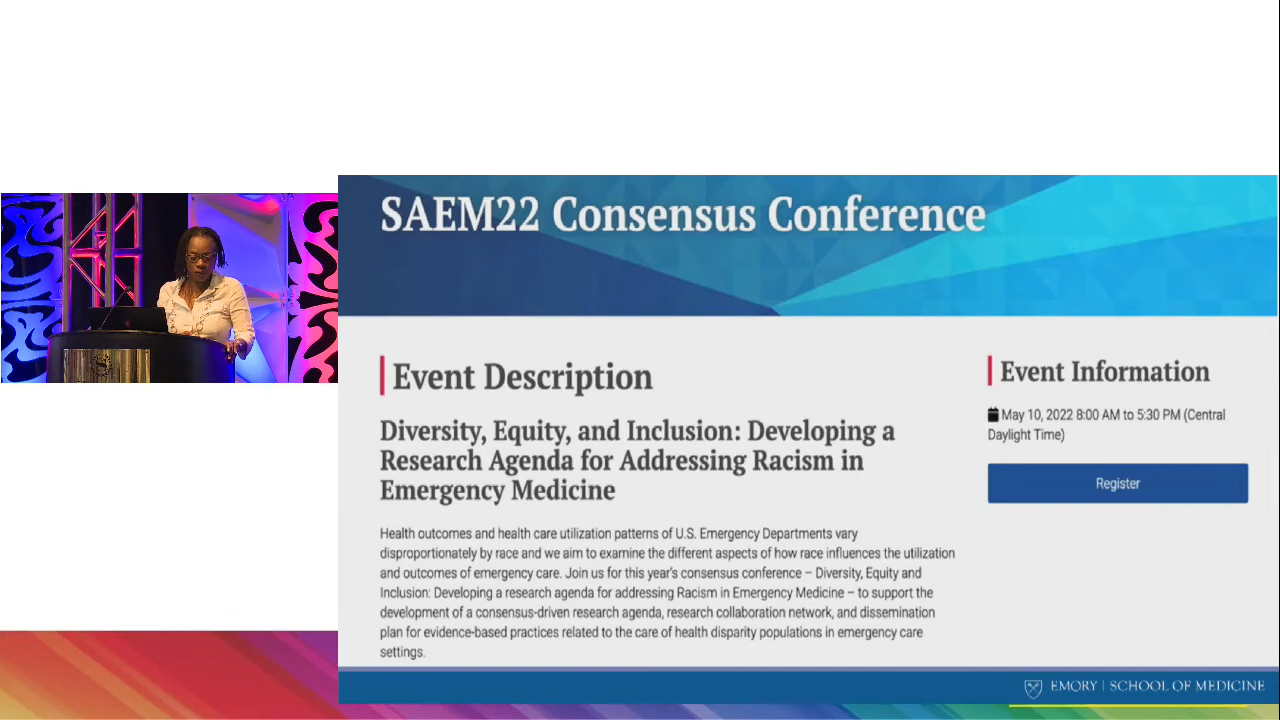 SAEM22 Consensus Conference
Event Description
Diversity, Equity, and Inclusion: Developing a
Research Agenda for Addressing Racism in
Emergency Medicine
Health outcomes and health care utilization patterns of U.S. Emergency Departments vary
disproportionately by race and we aim to examine the different aspects of how race influences the utilization
and outcomes of emergency care. Join us for this year's consensus conference – Diversity, Equity and
Inclusion: Developing a research agenda for addressing Racism in Emergency Medicine – to support the
development of a consensus-driven research agenda, research collaboration network, and dissemination
plan for evidence-based practices related to the care of health disparity populations in emergency care
settings.
Event Information
May 10, 2022 8:00 AM to 5:30 PM (Central
Daylight Time)
Register
EMORY | SCHOOL OF MEDICINE